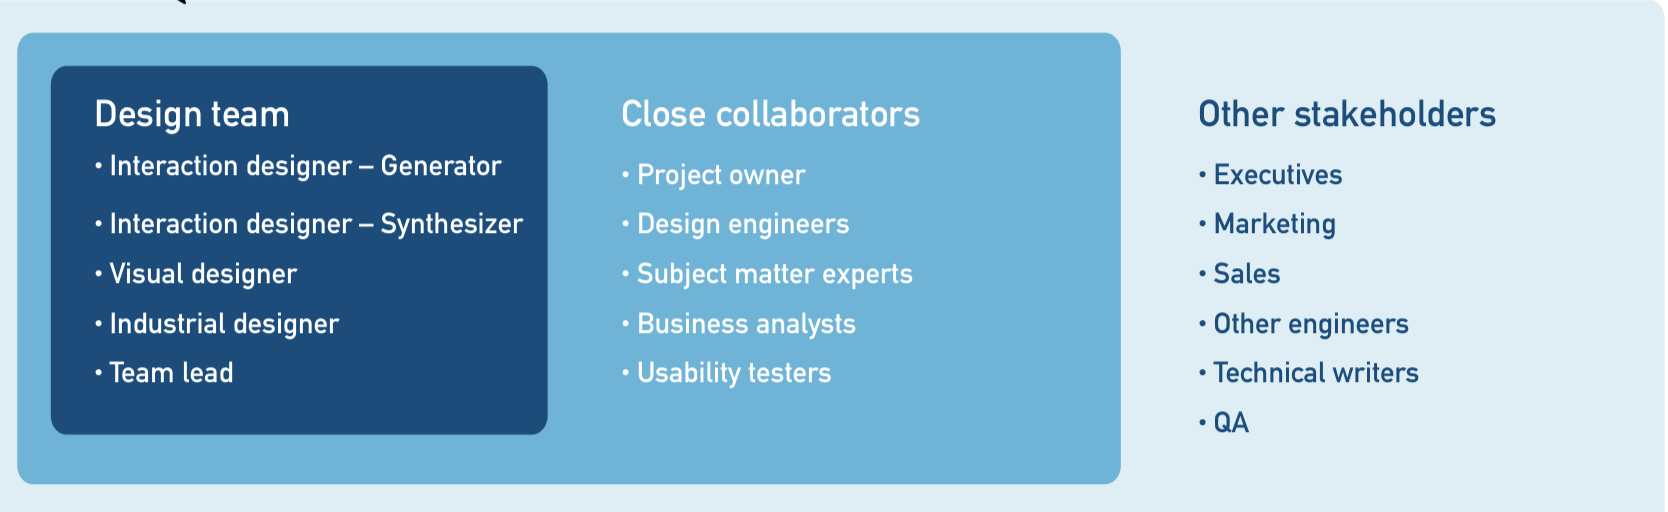 Design team
• Interaction designer – Generator
• Interaction designer – Synthesizer
• Visual designer
• Industrial designer
• Team lead
Close collaborators
• Project owner
• Design engineers
• Subject matter experts
• Business analysts
• Usability testers
Other stakeholders
• Executives
• Marketing
• Sales
• Other engineers
• Technical writers
• QA